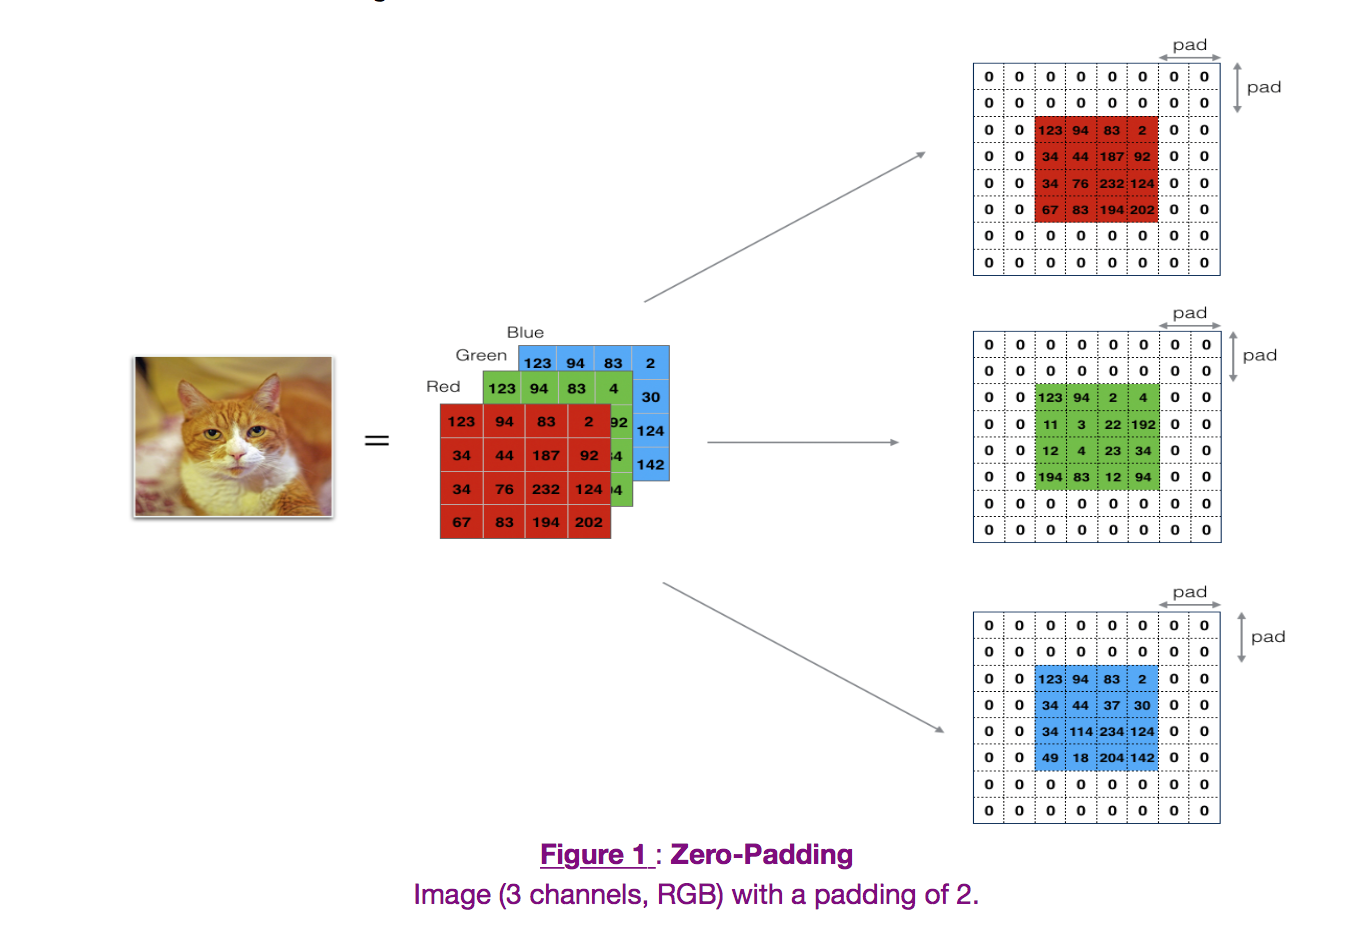 pad
0 0 0 0 0 0 0 0
pad
0 0 0 0 0 0 0 0
0 0 123 94 83 2 0 0
0 0 34 44 187 92 0 0
0 0 34 76 232 124 0 0
0 0 67 83 194 202 0 0
0 0 0 0 0 0 0 0
0 0 0 0 0 0 0 0
Blue
Green
Red
123 94 83 2
30
124
142
123 94 83 4
92
123 94 83 2
34 44 187 92
34 76 232 124
67 83 194 202
=
pad
0 0 0 0 0 0 0 0
pad
0 0 0 0 0 0 0 0
0 0 123 94 2 4 0 0
0 0 11 3 22 192 0 0
0 0 12 4 23 34 0 0
0 0 194 83 12 94 0 0
0 0 0 0 0 0 0 0
0 0 0 0 0 0 0 0
pad
0 0 0 0 0 0 0 0
pad
0 0 0 0 0 0 0 0
0 0 123 94 83 2 0 0
0 0 34 44 37 30 0 0
0 0 34 114 234 124 0 0
0 0 49 18 204 142 0 0
0 0 0 0 0 0 0 0
0 0 0 0 0 0 0 0
Figure 1 : Zero-Padding
Image (3 channels, RGB) with a padding of 2.